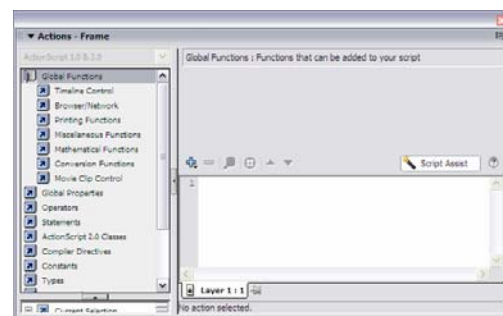 Actions - Frame
ActionScript 1.0 & 2.0
Global Functions
Timeline Control
Browser/Network
Printing Functions
Miscellaneous Functions
Mathematical Functions
Conversion Functions
Movie Clip Control
Global Properties
Operators
Statements
ActionScript 2.0 Classes
Compiler Directives
Constants
Types
Current Selection
Global Functions : Functions that can be added to your script
Script Assist
1
Layer 1 : 1
No action selected.